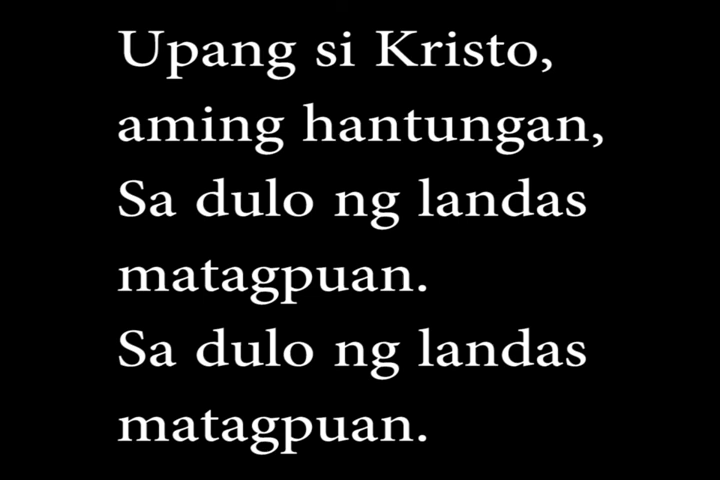 Upang si Kristo,
aming hantungan,
Sa dulo ng landas
matagpuan.
Sa dulo ng landas
matagpuan.